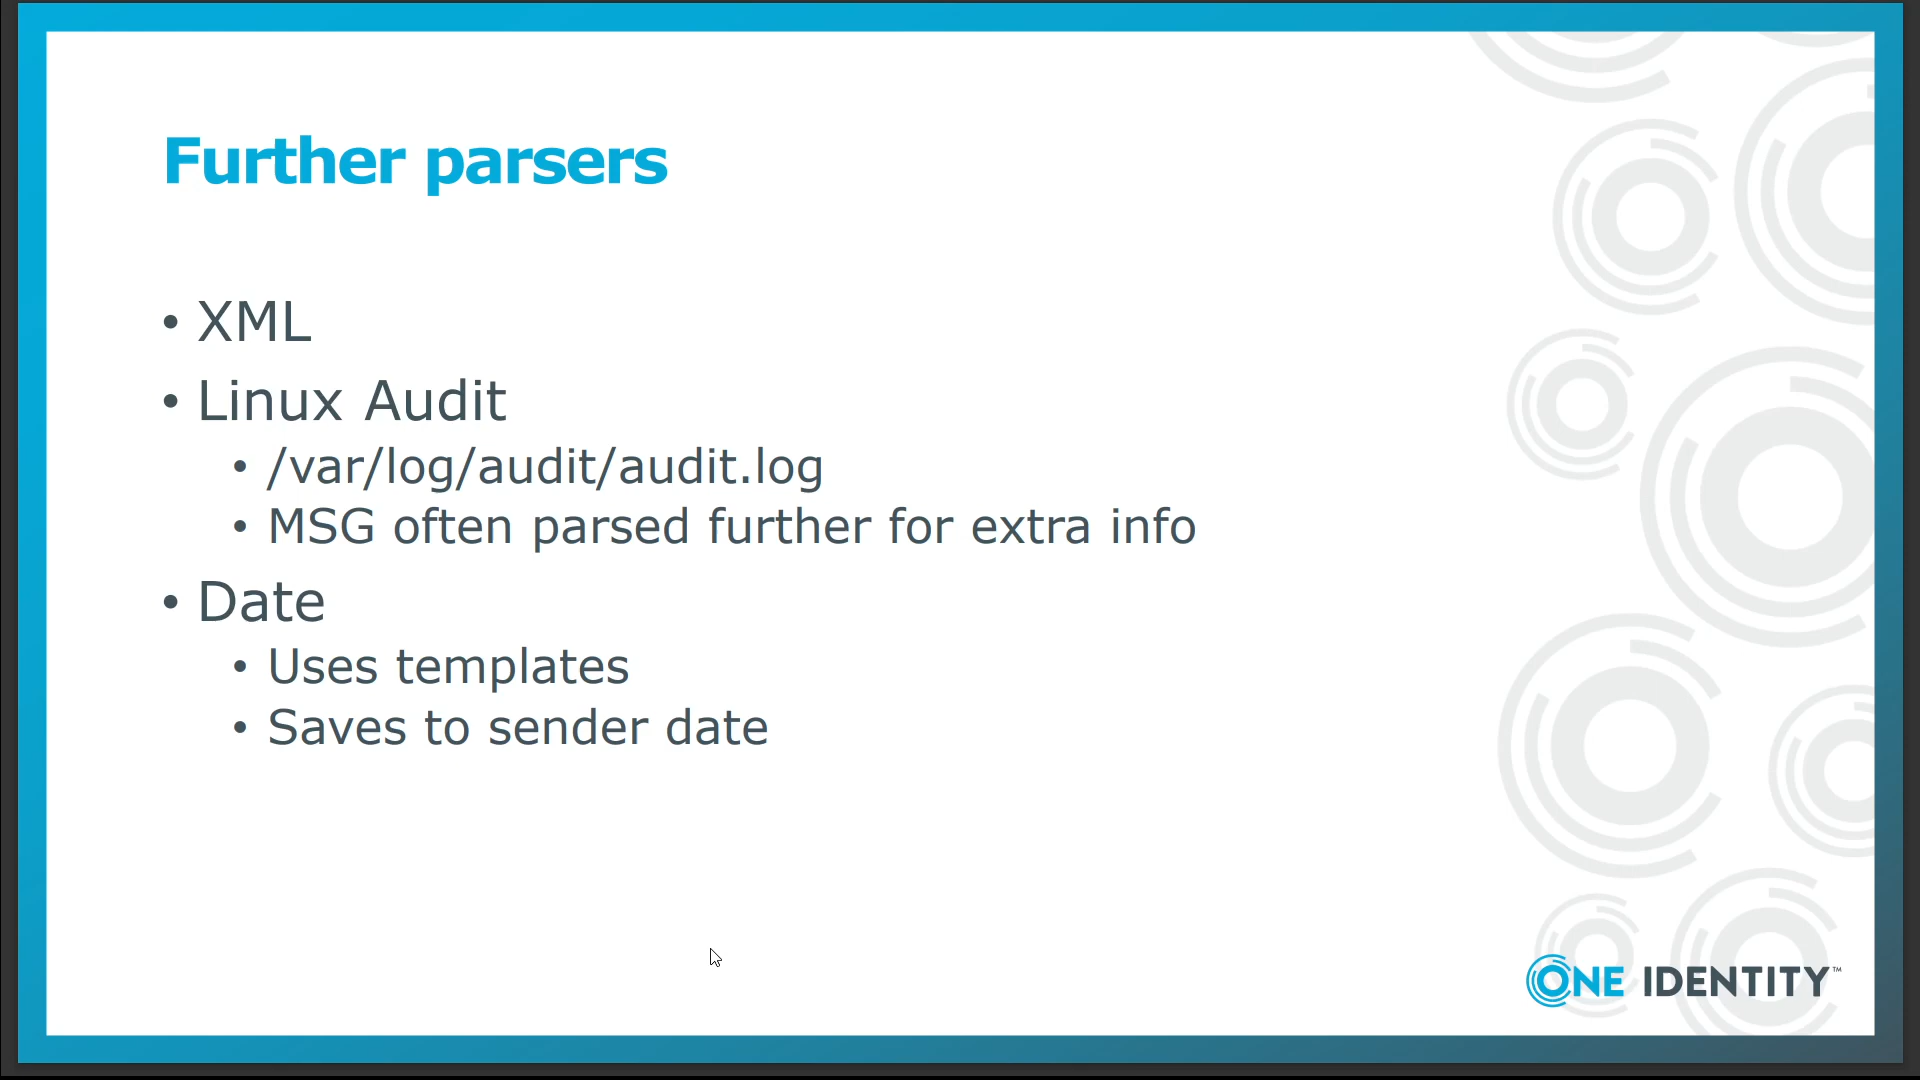 Further parsers
• XML
• Linux Audit
• /var/log/audit/audit.log
• MSG often parsed further for extra info
• Date
• Uses templates
• Saves to sender date
ONE IDENTITY™